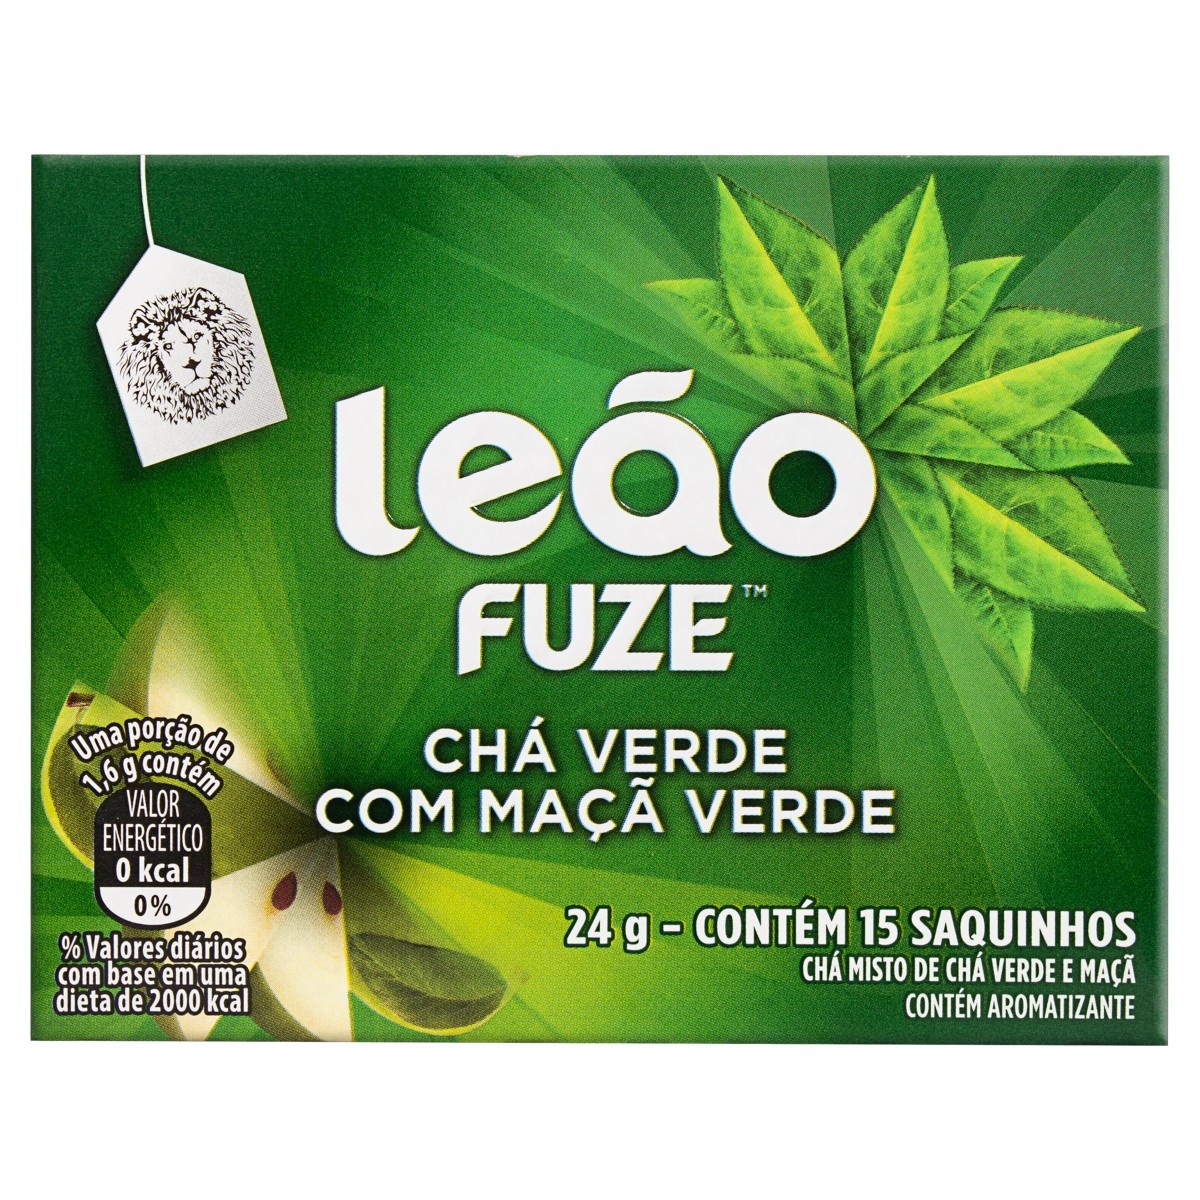 leão
FUZE™
CHÁ VERDE
COM MAÇÃ VERDE
Uma porção de
1,6 g contém
VALOR
ENERGÉTICO
0 kcal
0%
% Valores diários
com base em uma
dieta de 2000 kcal
24 g - CONTÉM 15 SAQUINHOS
CHÁ MISTO DE CHÁ VERDE E MAÇÃ
CONTÉM AROMATIZANTE